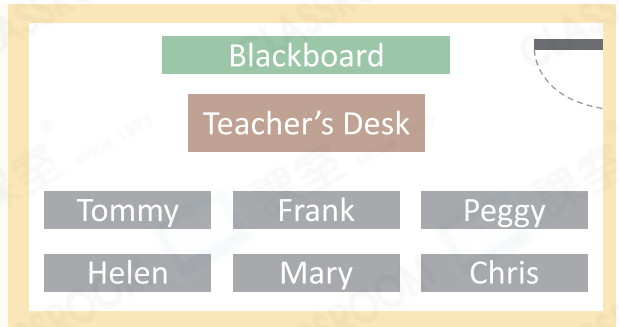 Blackboard
Teacher's Desk
Tommy Frank Peggy
Helen Mary Chris